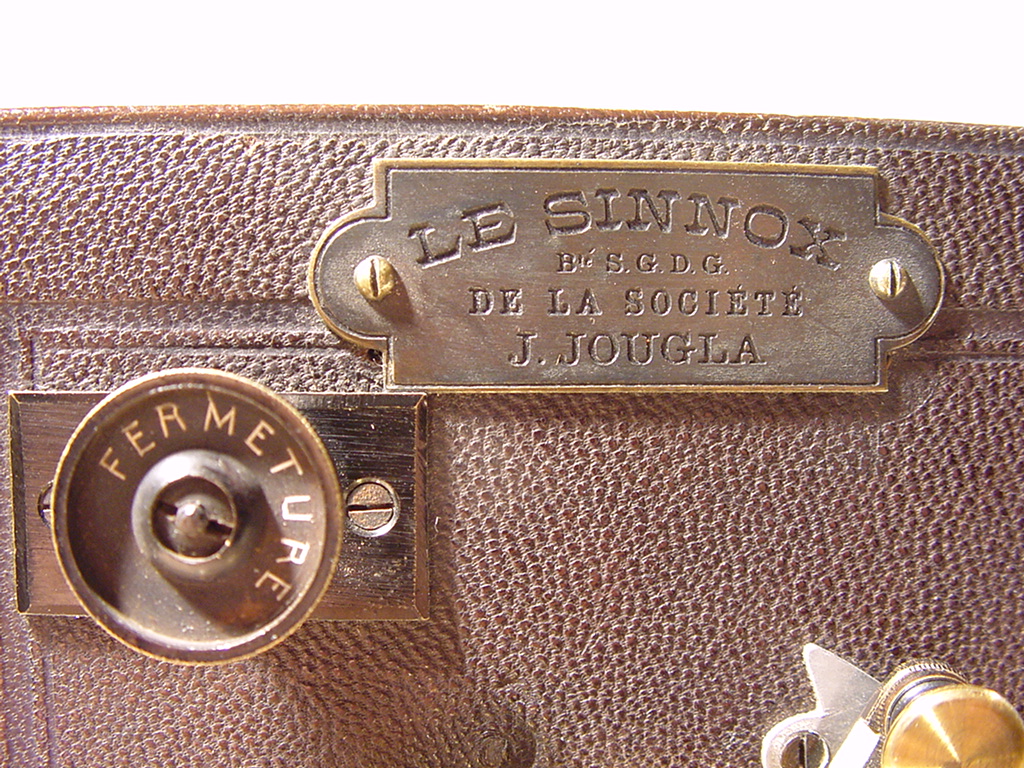 LE SINNOX
Bté S.G.D.G.
DE LA SOCIÉTÉ
J. JOUGLA
FERMETURE